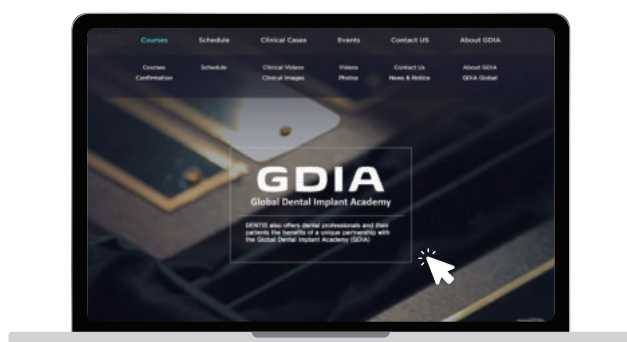 Courses Schedule Clinical Cases Events Contact US About GDIA
Courses Schedule Clinical Videos Videos Contact Us About GDIA
Confirmation Clinical Images Photos News & Notice GDIA Global
GDIA
Global Dental Implant Academy
DENTIS also offers dental professionals and their
patients the benefits of a unique partnership with
the Global Dental Implant Academy (GDIA)